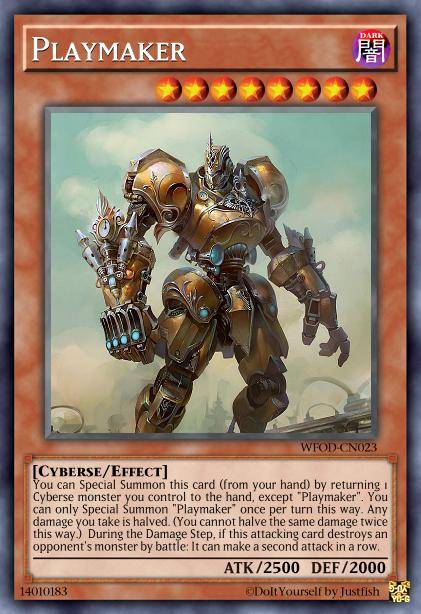 PLAYMAKER
DARK
闇
WFOD-CN023
[CYBERSE/EFFECT]
You can Special Summon this card (from your hand) by returning 1
Cyberse monster you control to the hand, except "Playmaker". You
can only Special Summon "Playmaker" once per turn this way. Any
damage you take is halved. (You cannot halve the same damage twice
this way.) During the Damage Step, if this attacking card destroys an
opponent's monster by battle: It can make a second attack in a row.
ATK/2500 DEF/2000
14010183
©DoItYourself by Justfish